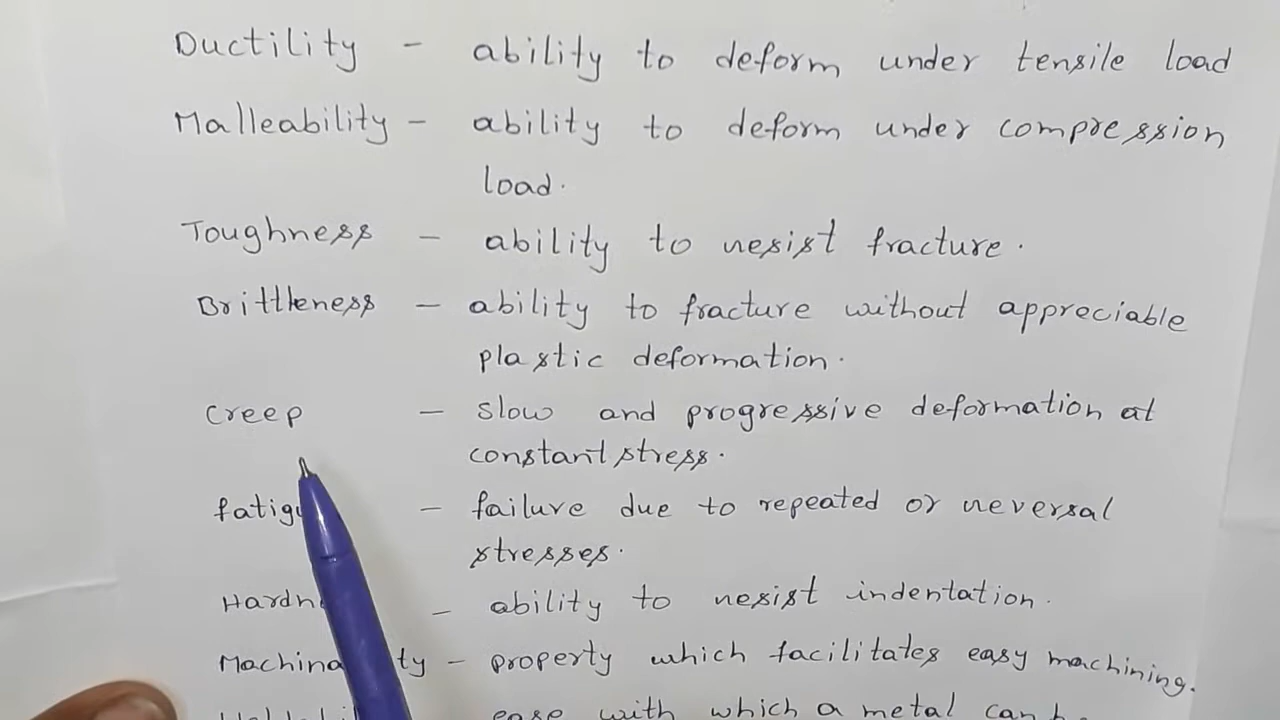 Ductility - ability to deform under tensile load
Malleability - ability to deform under compression
load.
Toughness - ability to resist fracture.
Brittleness - ability to fracture without appreciable
plastic deformation.
Creep - slow and progressive deformation at
constant stress.
- failure due to repeated or reversal
stresses.
- ability to resist indentation.
- property which facilitates easy machining.
ease with which a metal can be